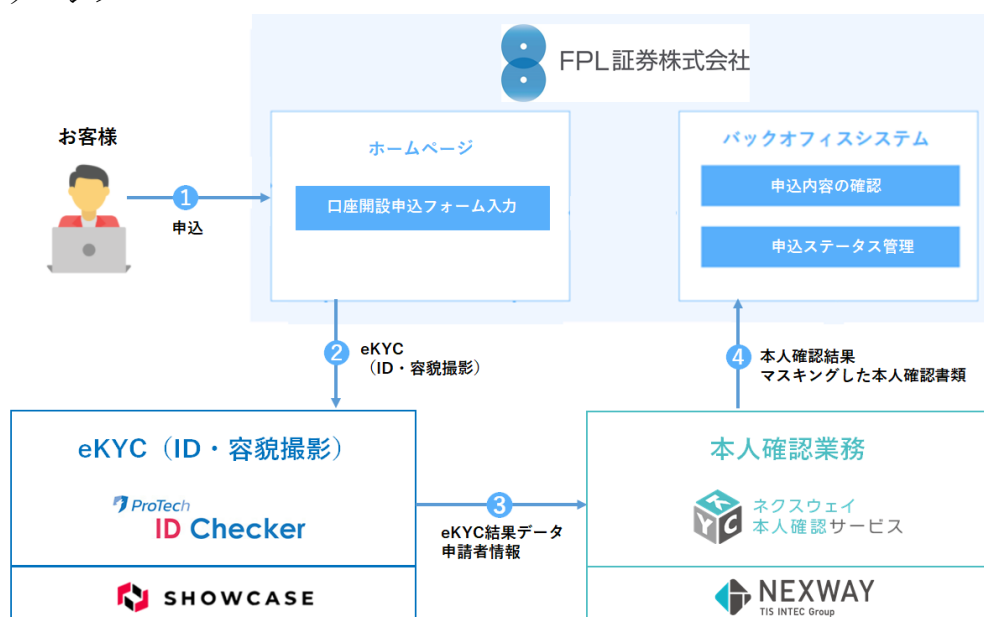 FPL証券株式会社
お客様
ホームページ
バックオフィスシステム
口座開設申込フォーム入力
申込内容の確認
申込ステータス管理
1
申込
2
eKYC
(ID・容貌撮影)
4
本人確認結果
マスキングした本人確認書類
eKYC(ID・容貌撮影)
ProTech
ID Checker
SHOWCASE
3
eKYC結果データ
申請者情報
本人確認業務
KYC
ネクスウェイ
本人確認サービス
NEXWAY
TIS INTEC Group